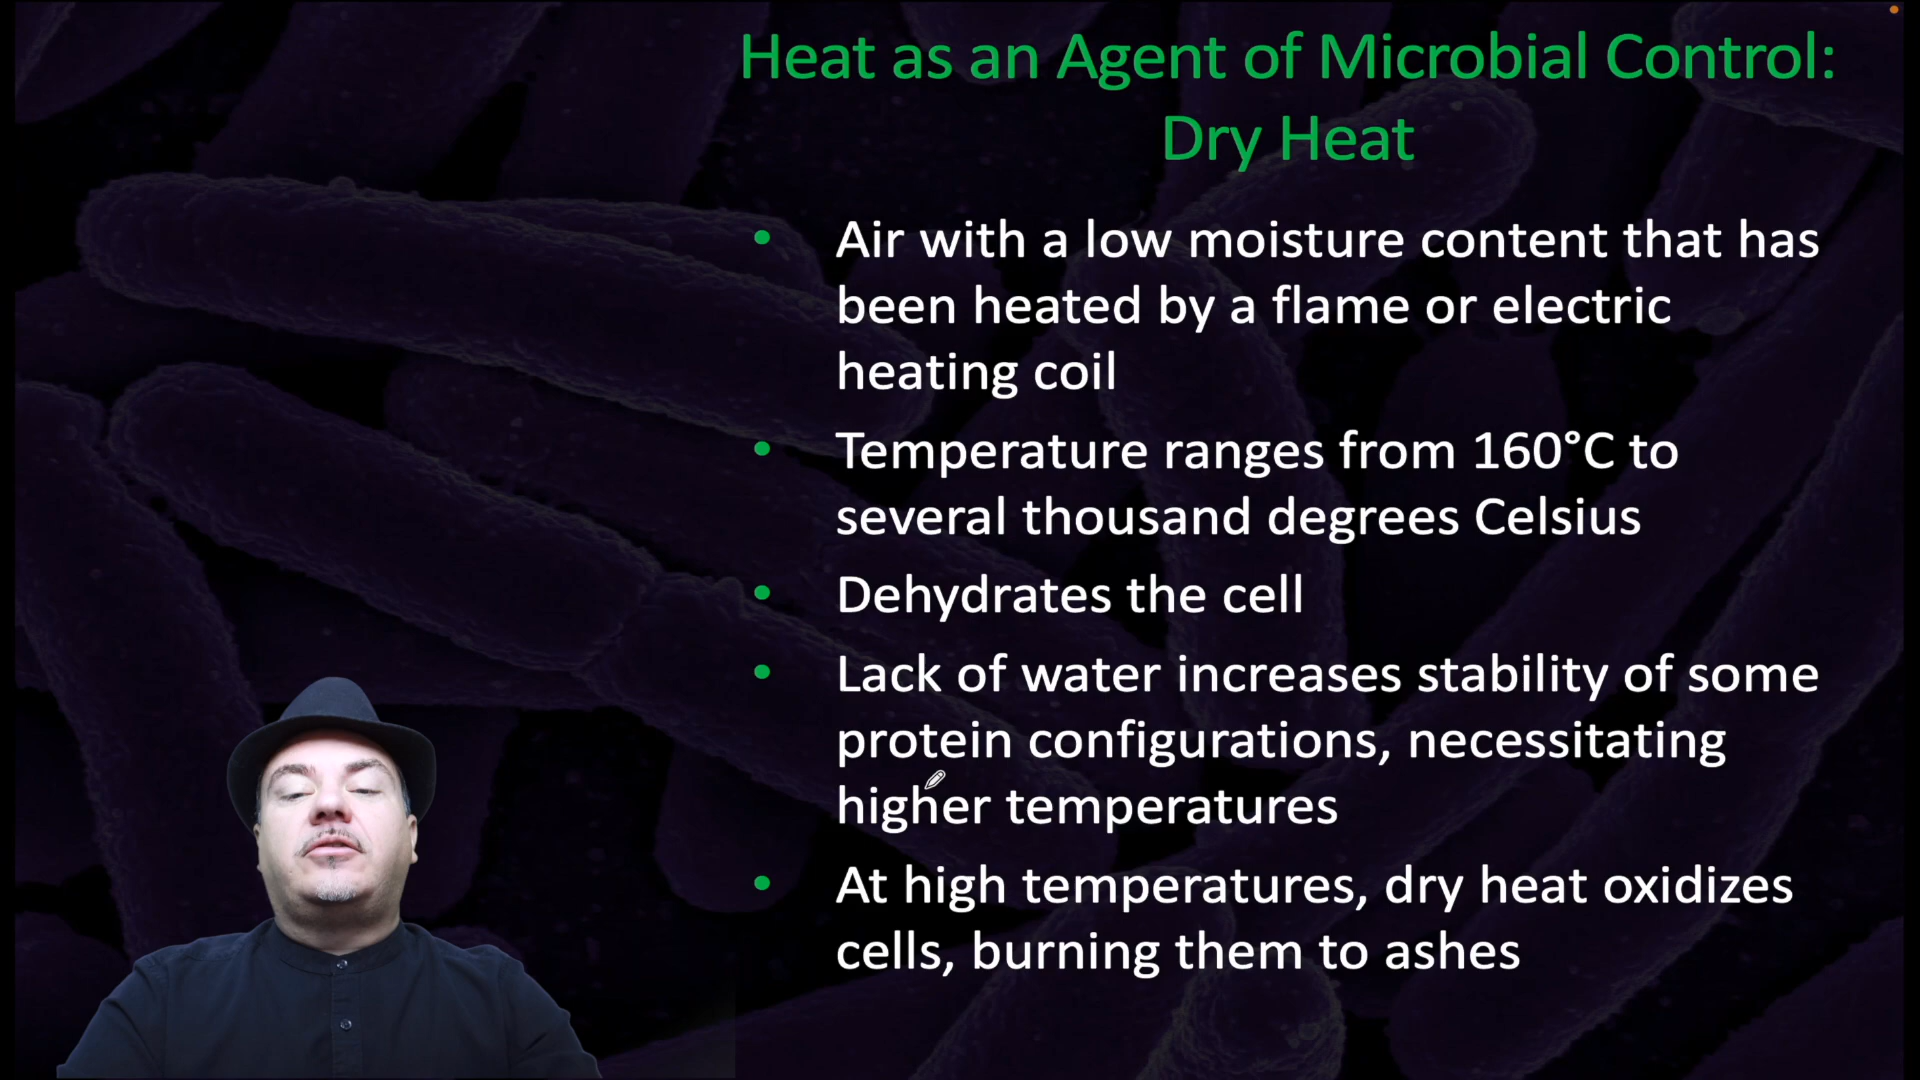 Heat as an Agent of Microbial Control:
Dry Heat
• Air with a low moisture content that has
been heated by a flame or electric
heating coil
• Temperature ranges from 160°C to
several thousand degrees Celsius
• Dehydrates the cell
• Lack of water increases stability of some
protein configurations, necessitating
higher temperatures
• At high temperatures, dry heat oxidizes
cells, burning them to ashes